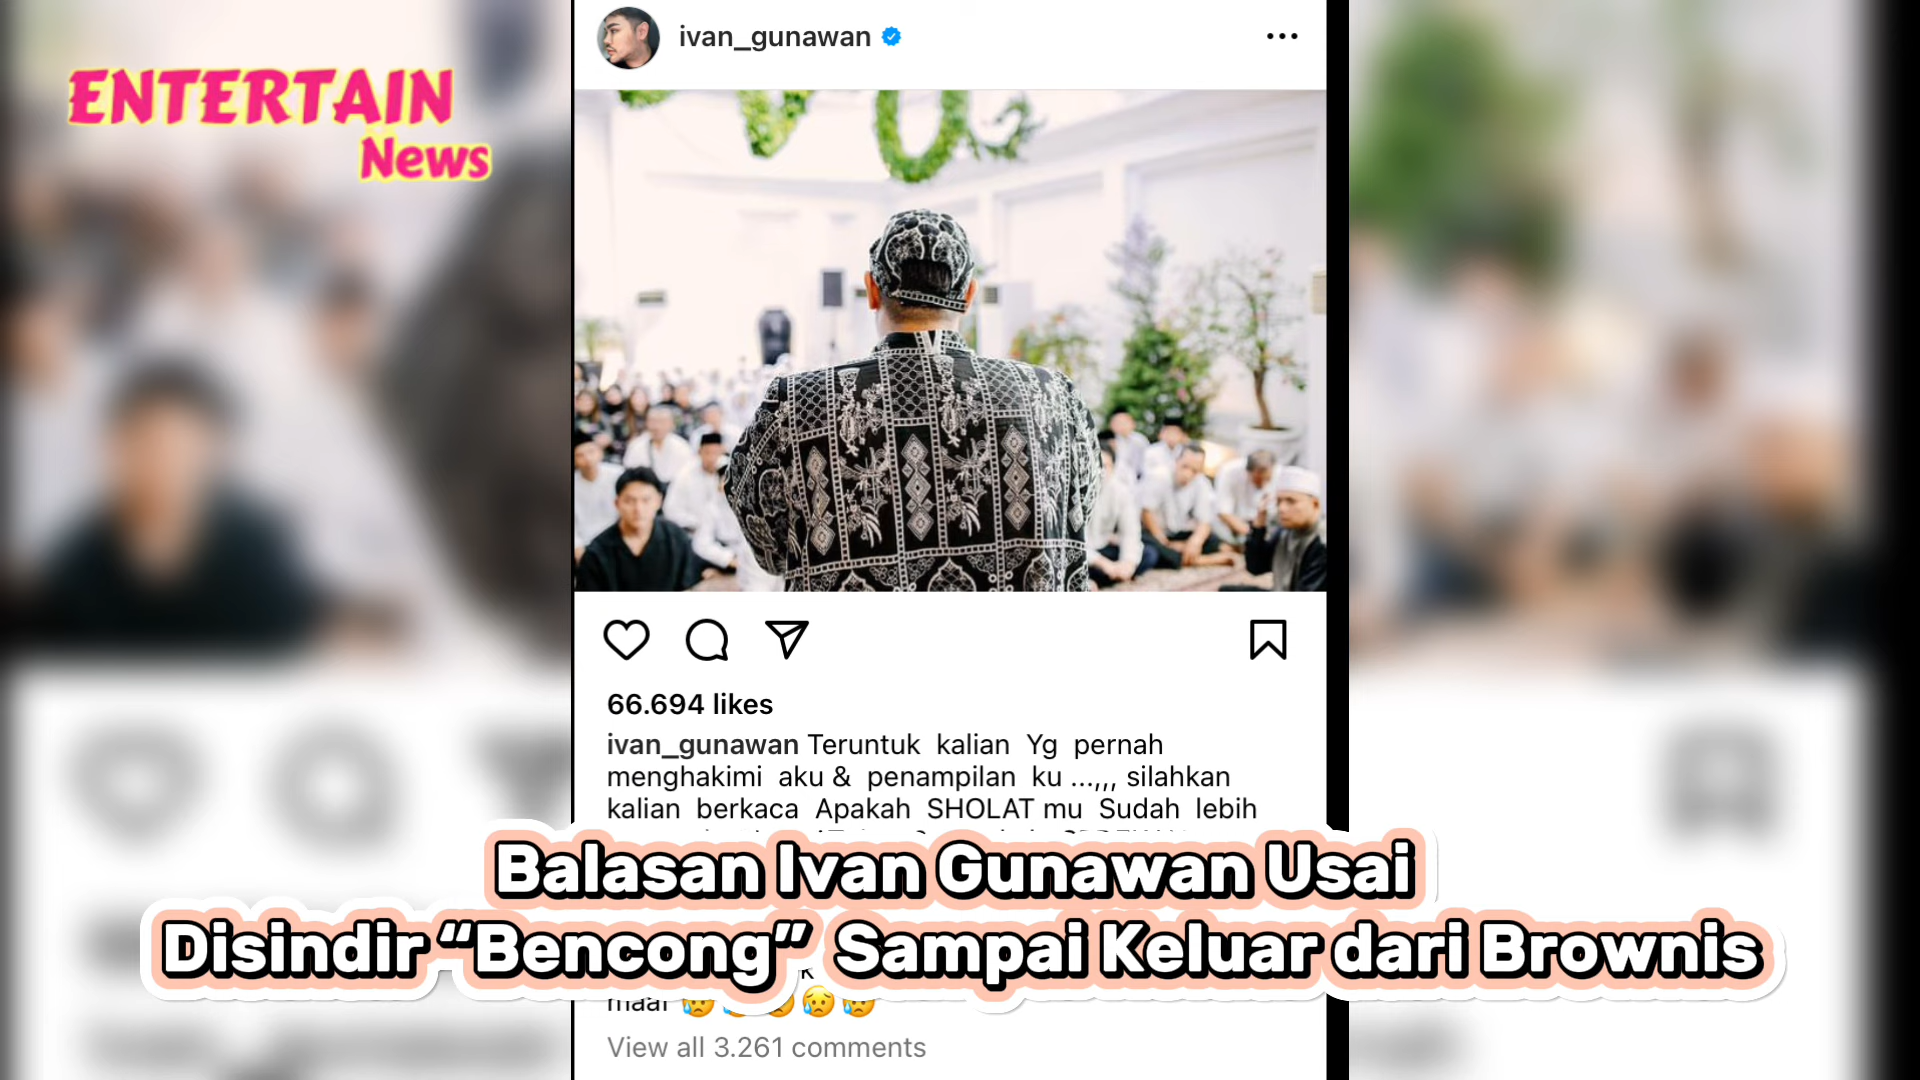 ENTERTAIN
News
ivan_gunawan
66.694 likes
ivan_gunawan Teruntuk kalian Yg pernah
menghakimi aku & penampilan ku ...,,, silahkan
kalian berkaca Apakah SHOLAT mu Sudah lebih
Balasan Ivan Gunawan Usai
Disindir “Bencong” Sampai Keluar dari Brownis
maaf 😥 😥 😥 😥 😥
View all 3.261 comments